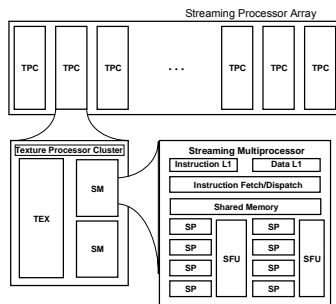 Streaming Processor Array
TPC TPC TPC ... TPC TPC TPC
Texture Processor Cluster
TEX
SM
SM
Streaming Multiprocessor
Instruction L1 Data L1
Instruction Fetch/Dispatch
Shared Memory
SP SP
SP SP
SFU SFU
SP SP
SP SP